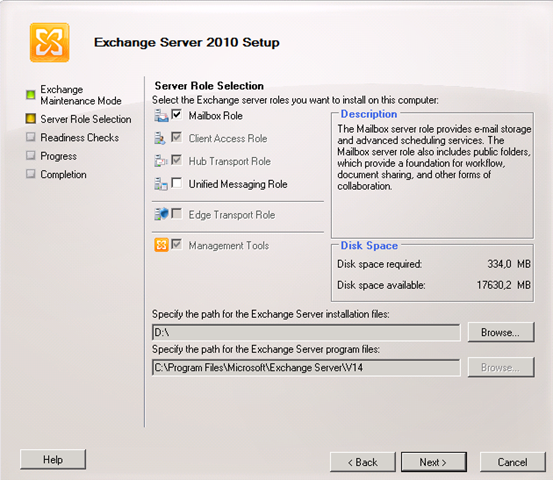 Exchange Server 2010 Setup
Exchange
Maintenance Mode
Server Role Selection
Readiness Checks
Progress
Completion
Server Role Selection
Select the Exchange server roles you want to install on this computer:
Mailbox Role
Client Access Role
Hub Transport Role
Unified Messaging Role
Edge Transport Role
Management Tools
Description
The Mailbox server role provides e-mail storage
and advanced scheduling services. The
Mailbox server role also includes public folders,
which provide a foundation for workflow,
document sharing, and other forms of
collaboration.
Disk Space
Disk space required: 334,0 MB
Disk space available: 17630,2 MB
Specify the path for the Exchange Server installation files:
D:\
Browse...
Specify the path for the Exchange Server program files:
C:\Program Files\Microsoft\Exchange Server\V14
Browse...
Help
< Back
Next >
Cancel